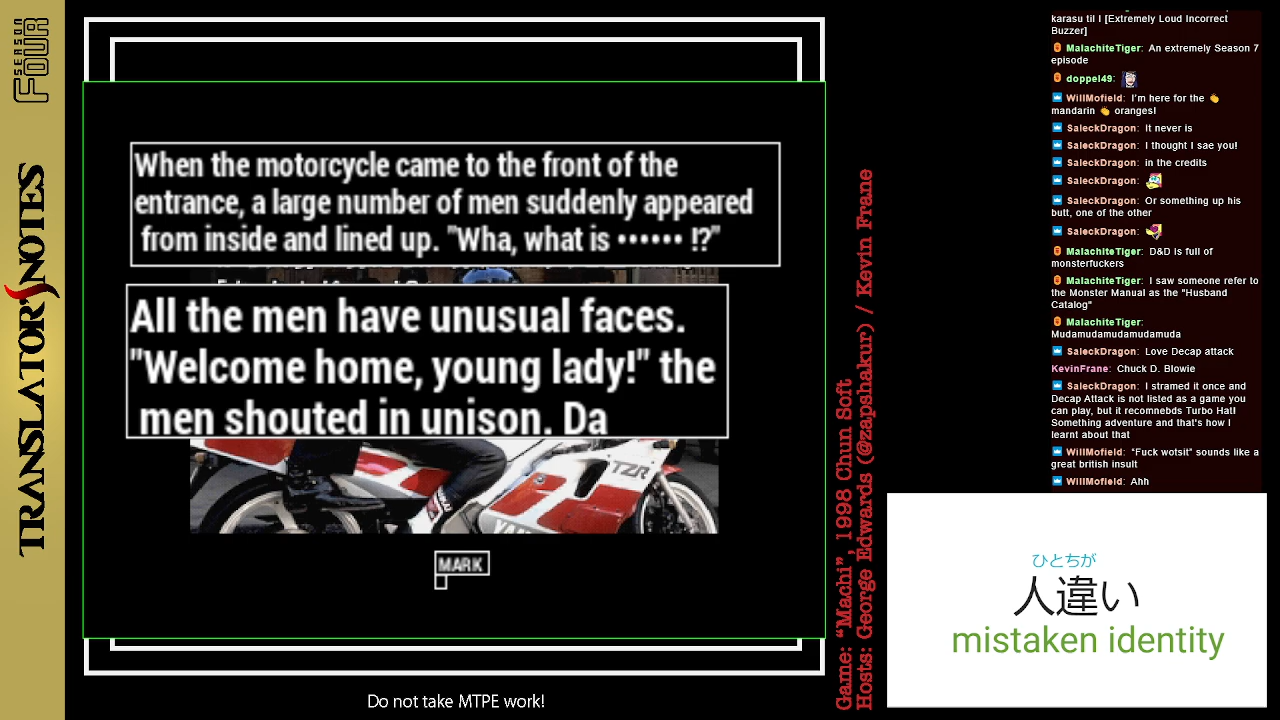 SEASON
FOUR
TRANSLATOR'S NOTES
When the motorcycle came to the front of the
entrance, a large number of men suddenly appeared
from inside and lined up. "Wha, what is •••••• !?"
Al the men have unusual faces.
"Welcome home, young lady!" the
en shouted in unison. Da
TZR
MARK
Do not take MTPE work!
Game: "Machi", 1998 Chun Soft
Hosts: George Edwards (@zapshakur) / Kevin Frane
karasu til I [Extremely Loud Incorrect
Buzzer]
MalachiteTiger: An extremely Season 7
episode
doppel49:
WillMofield: I'm here for the 👏
mandarin 👏 oranges!
SaleckDragon: It never is
SaleckDragon: I thought I sae you!
SaleckDragon: in the credits
SaleckDragon:
SaleckDragon: Or something up his
butt, one of the other
SaleckDragon:
MalachiteTiger: D&D is full of
monsterfuckers
MalachiteTiger: I saw someone refer to
the Monster Manual as the "Husband
Catalog"
MalachiteTiger:
Mudamudamudamudamuda
SaleckDragon: Love Decap attack
KevinFrane: Chuck D. Blowie
SaleckDragon: I stramed it once and
Decap Attack is not listed as a game you
can play, but it recmnebds Turbo Fall
Something adventure and that's how I
learnt about that
WillMofield: "Fuck wotsit" sounds like a
great british insult
WillMofield: Ahh
ひとちが
人違い
mistaken identity